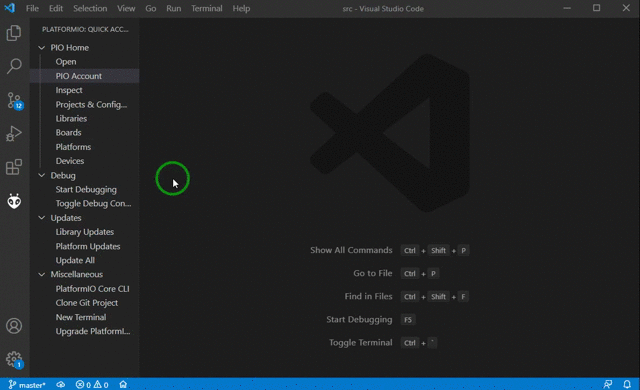 File Edit Selection View Go Run Terminal Help src - Visual Studio Code
PLATFORMIO: QUICK ACC...
PIO Home
Open
PIO Account
Inspect
Projects & Config...
Libraries
Boards
Platforms
Devices
Debug
Start Debugging
Toggle Debug Con...
Updates
Library Updates
Platform Updates
Update All
Miscellaneous
PlatformIO Core CLI
Clone Git Project
New Terminal
Upgrade PlatformI...
12
1
Show All Commands Ctrl + Shift + P
Go to File Ctrl + P
Find in Files Ctrl + Shift + F
Start Debugging F5
Toggle Terminal Ctrl + `
master* 0 0